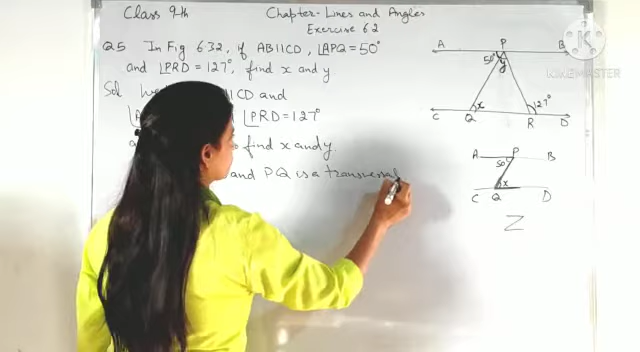 Class 9th Chapter-Lines and Angles
Exercise 6.2
Q5 In Fig 6.32, if AB||CD, ∠APQ = 50°
and ∠PRD = 127°, find x and y
Sol We ||CD and
∠PRD = 127°
to find x and y.
and PQ is a transversal
A P B
50° y
x 127°
C Q R D
A P B
50°
x
C Q D
Z
KINEMASTER